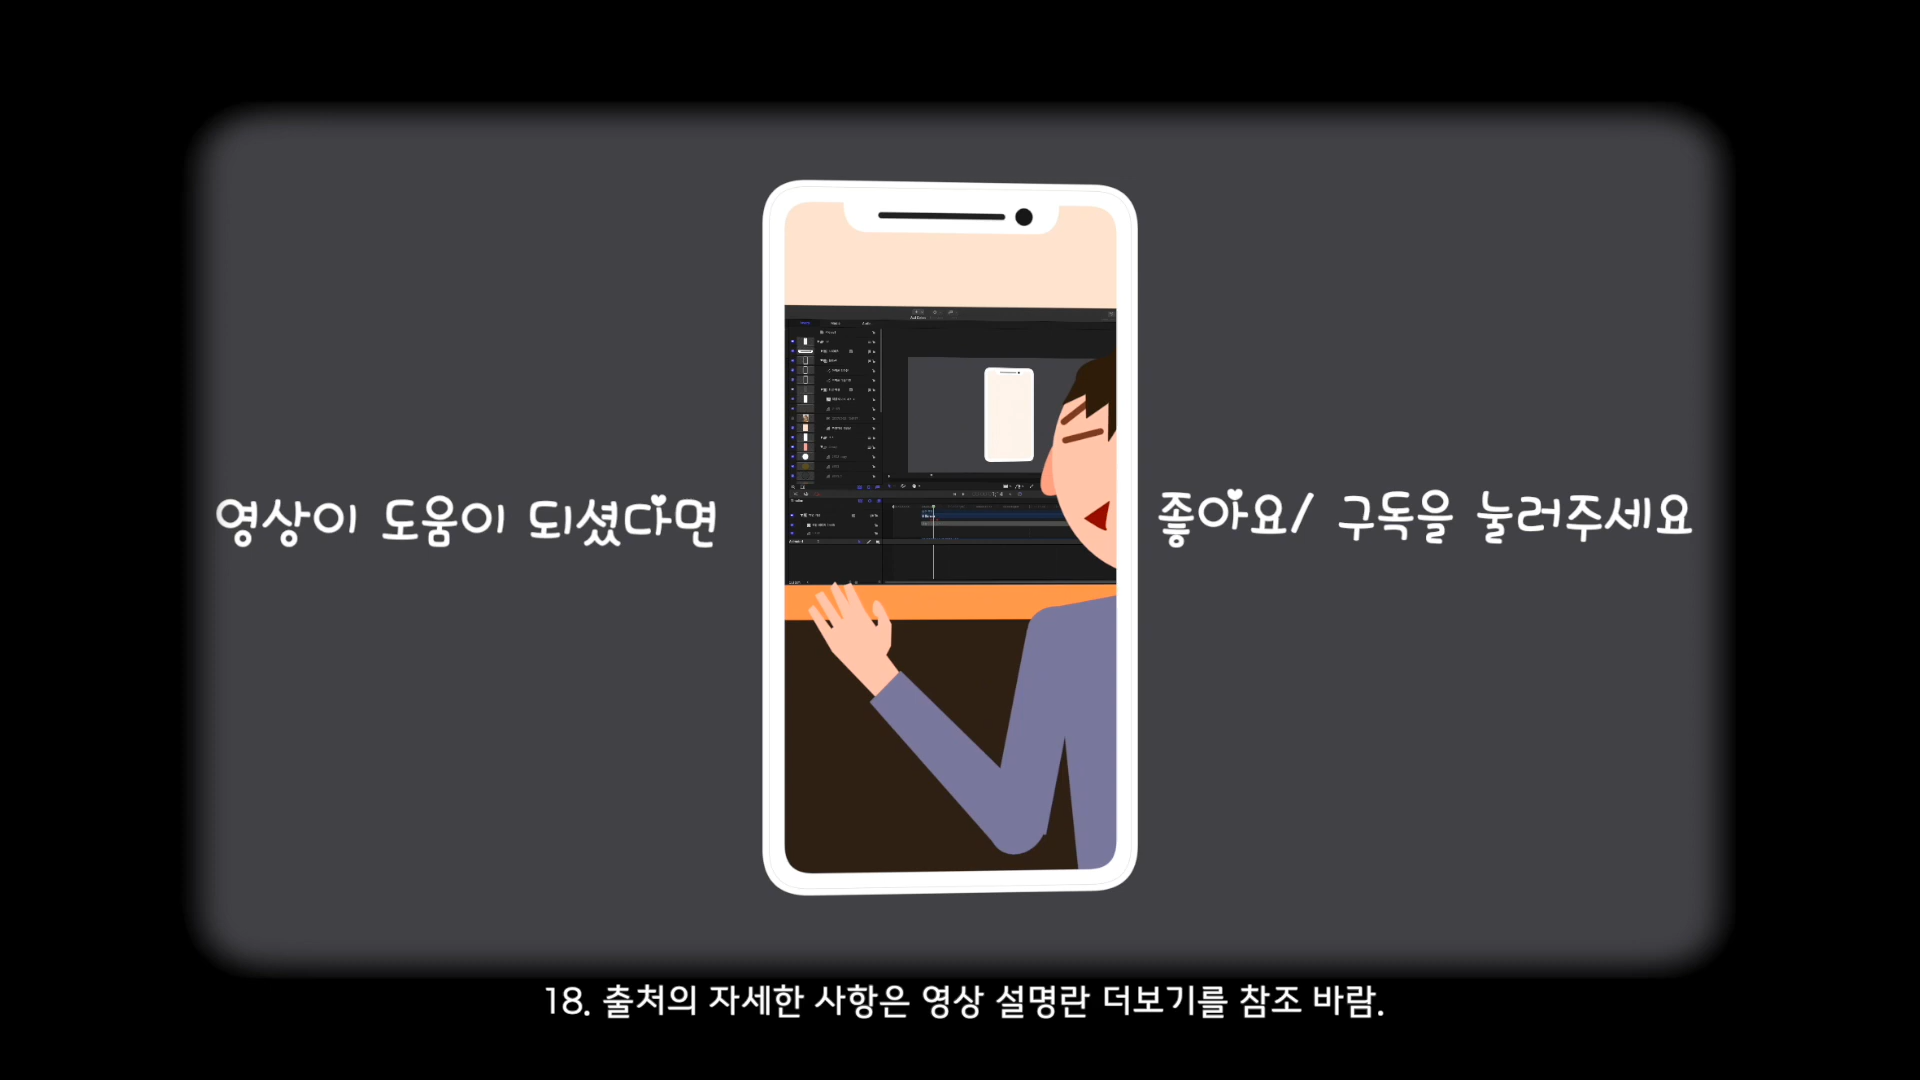 영상이 도움이 되셨다면
좋아요/ 구독을 눌러주세요
18. 출처의 자세한 사항은 영상 설명란 더보기를 참조 바람.